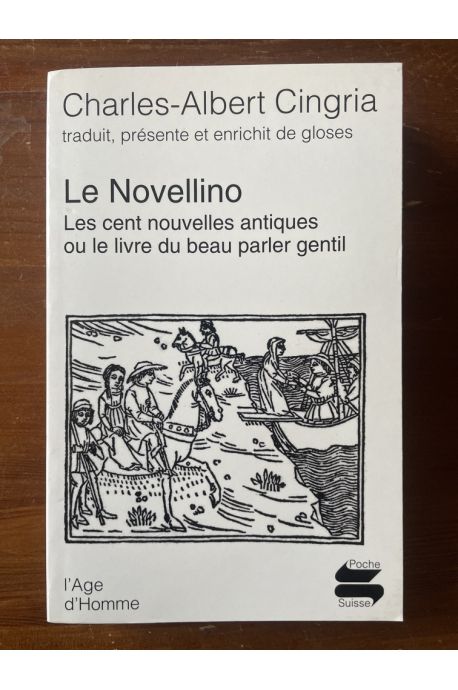 Charles-Albert Cingria
traduit, présente et enrichit de gloses
Le Novellino
Les cent nouvelles antiques
ou le livre du beau parler gentil
l'Age
d'Homme
Poche
Suisse